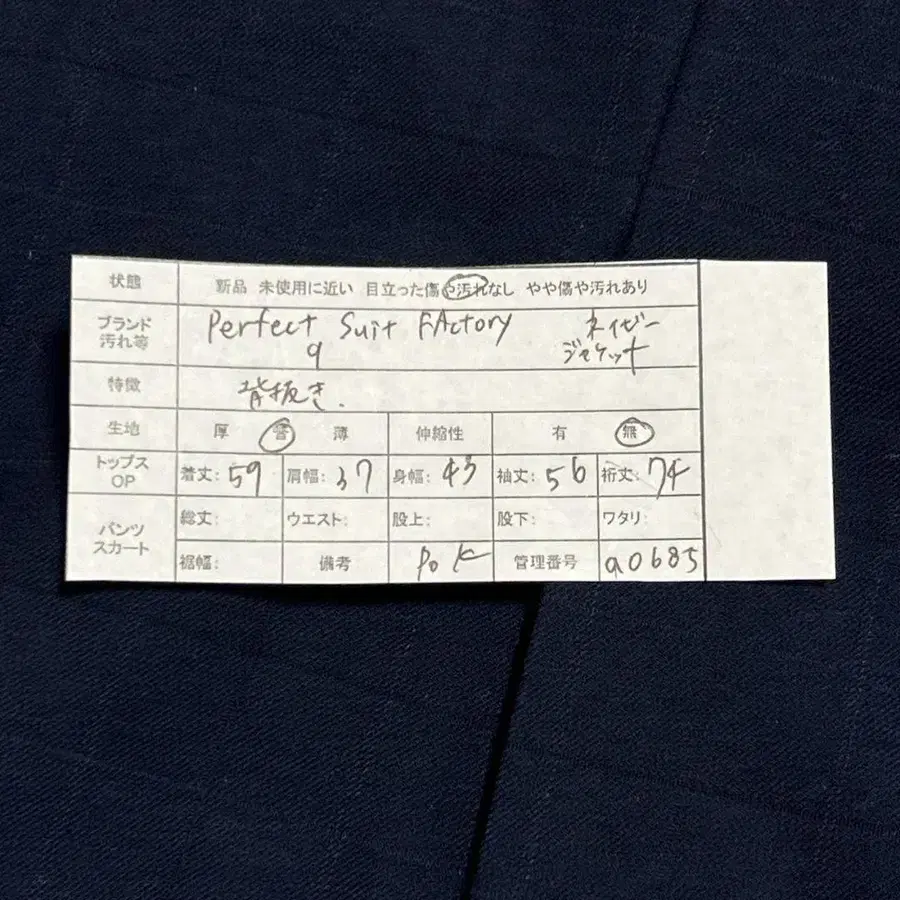 状態 新品 未使用に近い 目立った傷や汚れなし やや傷や汚れあり
ブランド 汚れ等 Perfect Suit FActory ネイビー
9 ジャケット
特徴 背抜き.
生地 厚 普 薄 伸縮性 有 無
トップス OP 着丈: 59 肩幅: 37 身幅: 43 袖丈: 56 裄丈: 74
パンツ スカート 総丈: ウエスト: 股上: 股下: ワタリ:
裾幅: 備考 Pok 管理番号 a0685